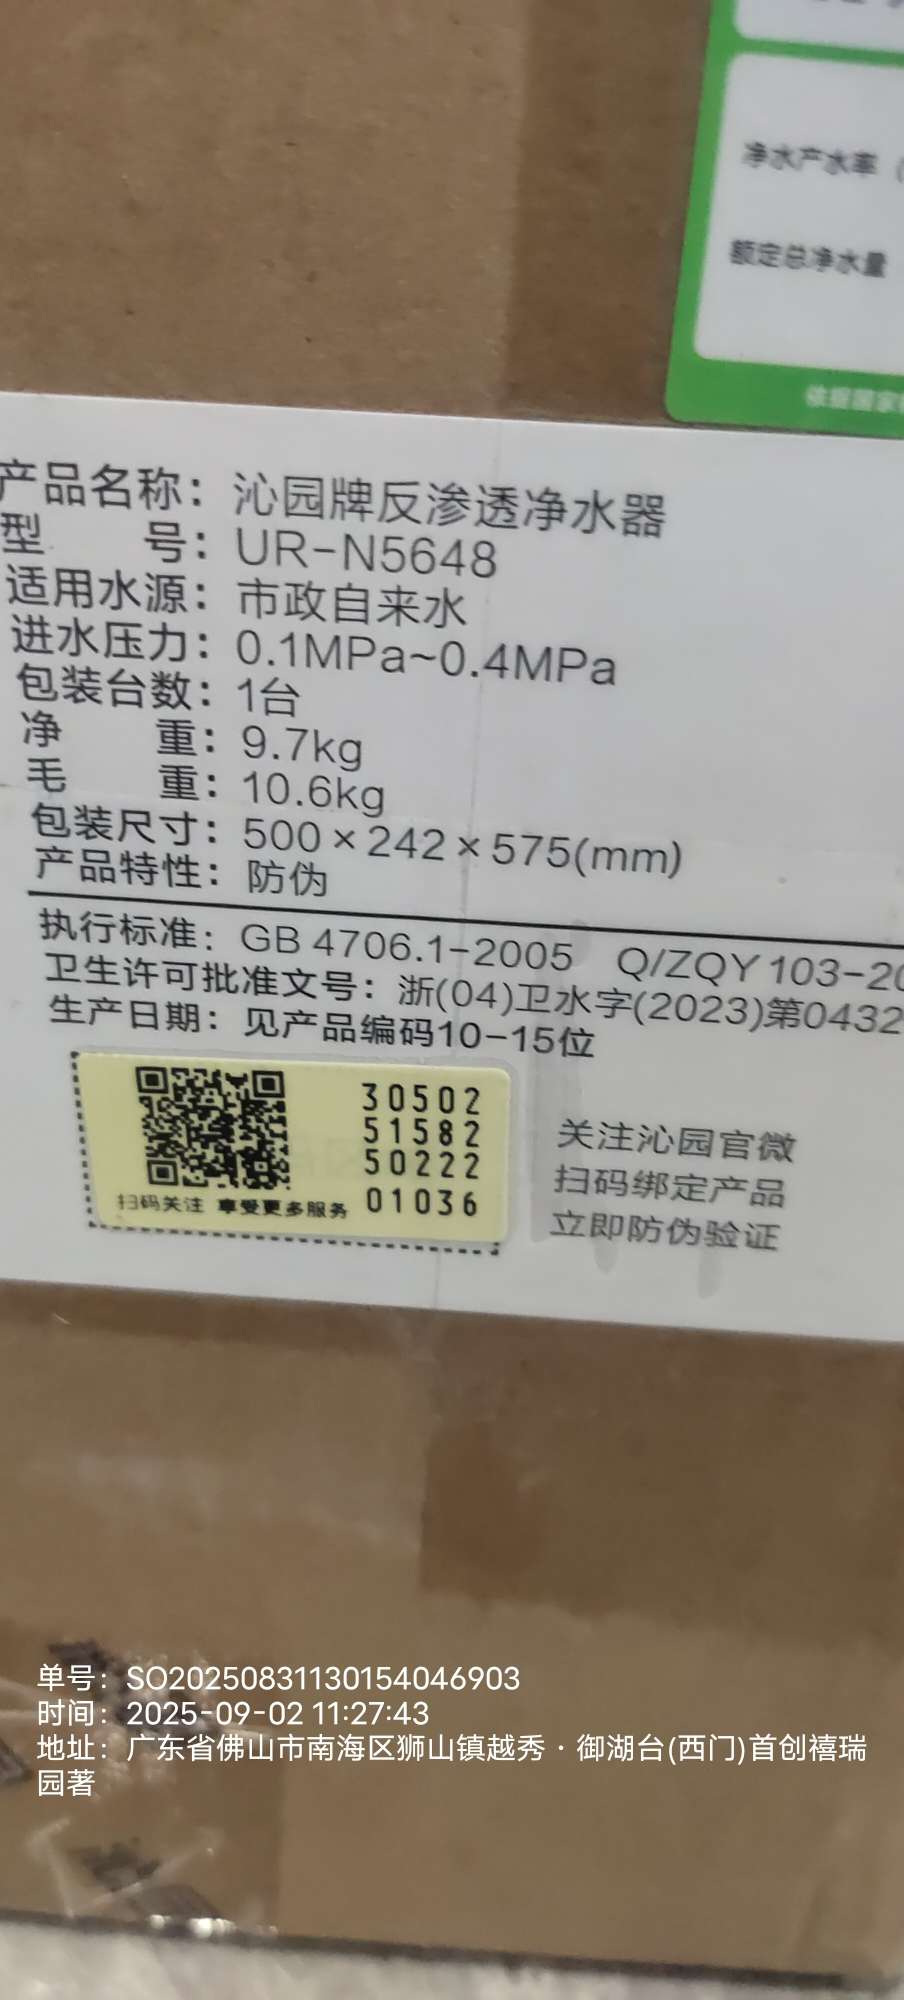 净水产水率
额定总净水量
依据国家
产品名称：沁园牌反渗透净水器
型 号：UR-N5648
适用水源：市政自来水
进水压力：0.1MPa~0.4MPa
包装台数：1台
净 重：9.7kg
毛 重：10.6kg
包装尺寸：500×242×575(mm)
产品特性：防伪
执行标准：GB 4706.1-2005 Q/ZQY 103-20
卫生许可批准文号：浙(04)卫水字(2023)第0432
生产日期：见产品编码10-15位
30502
51582
50222
01036
扫码关注 享受更多服务
关注沁园官微
扫码绑定产品
立即防伪验证
单号：SO20250831130154046903
时间：2025-09-02 11:27:43
地址：广东省佛山市南海区狮山镇越秀·御湖台(西门)首创禧瑞
园著